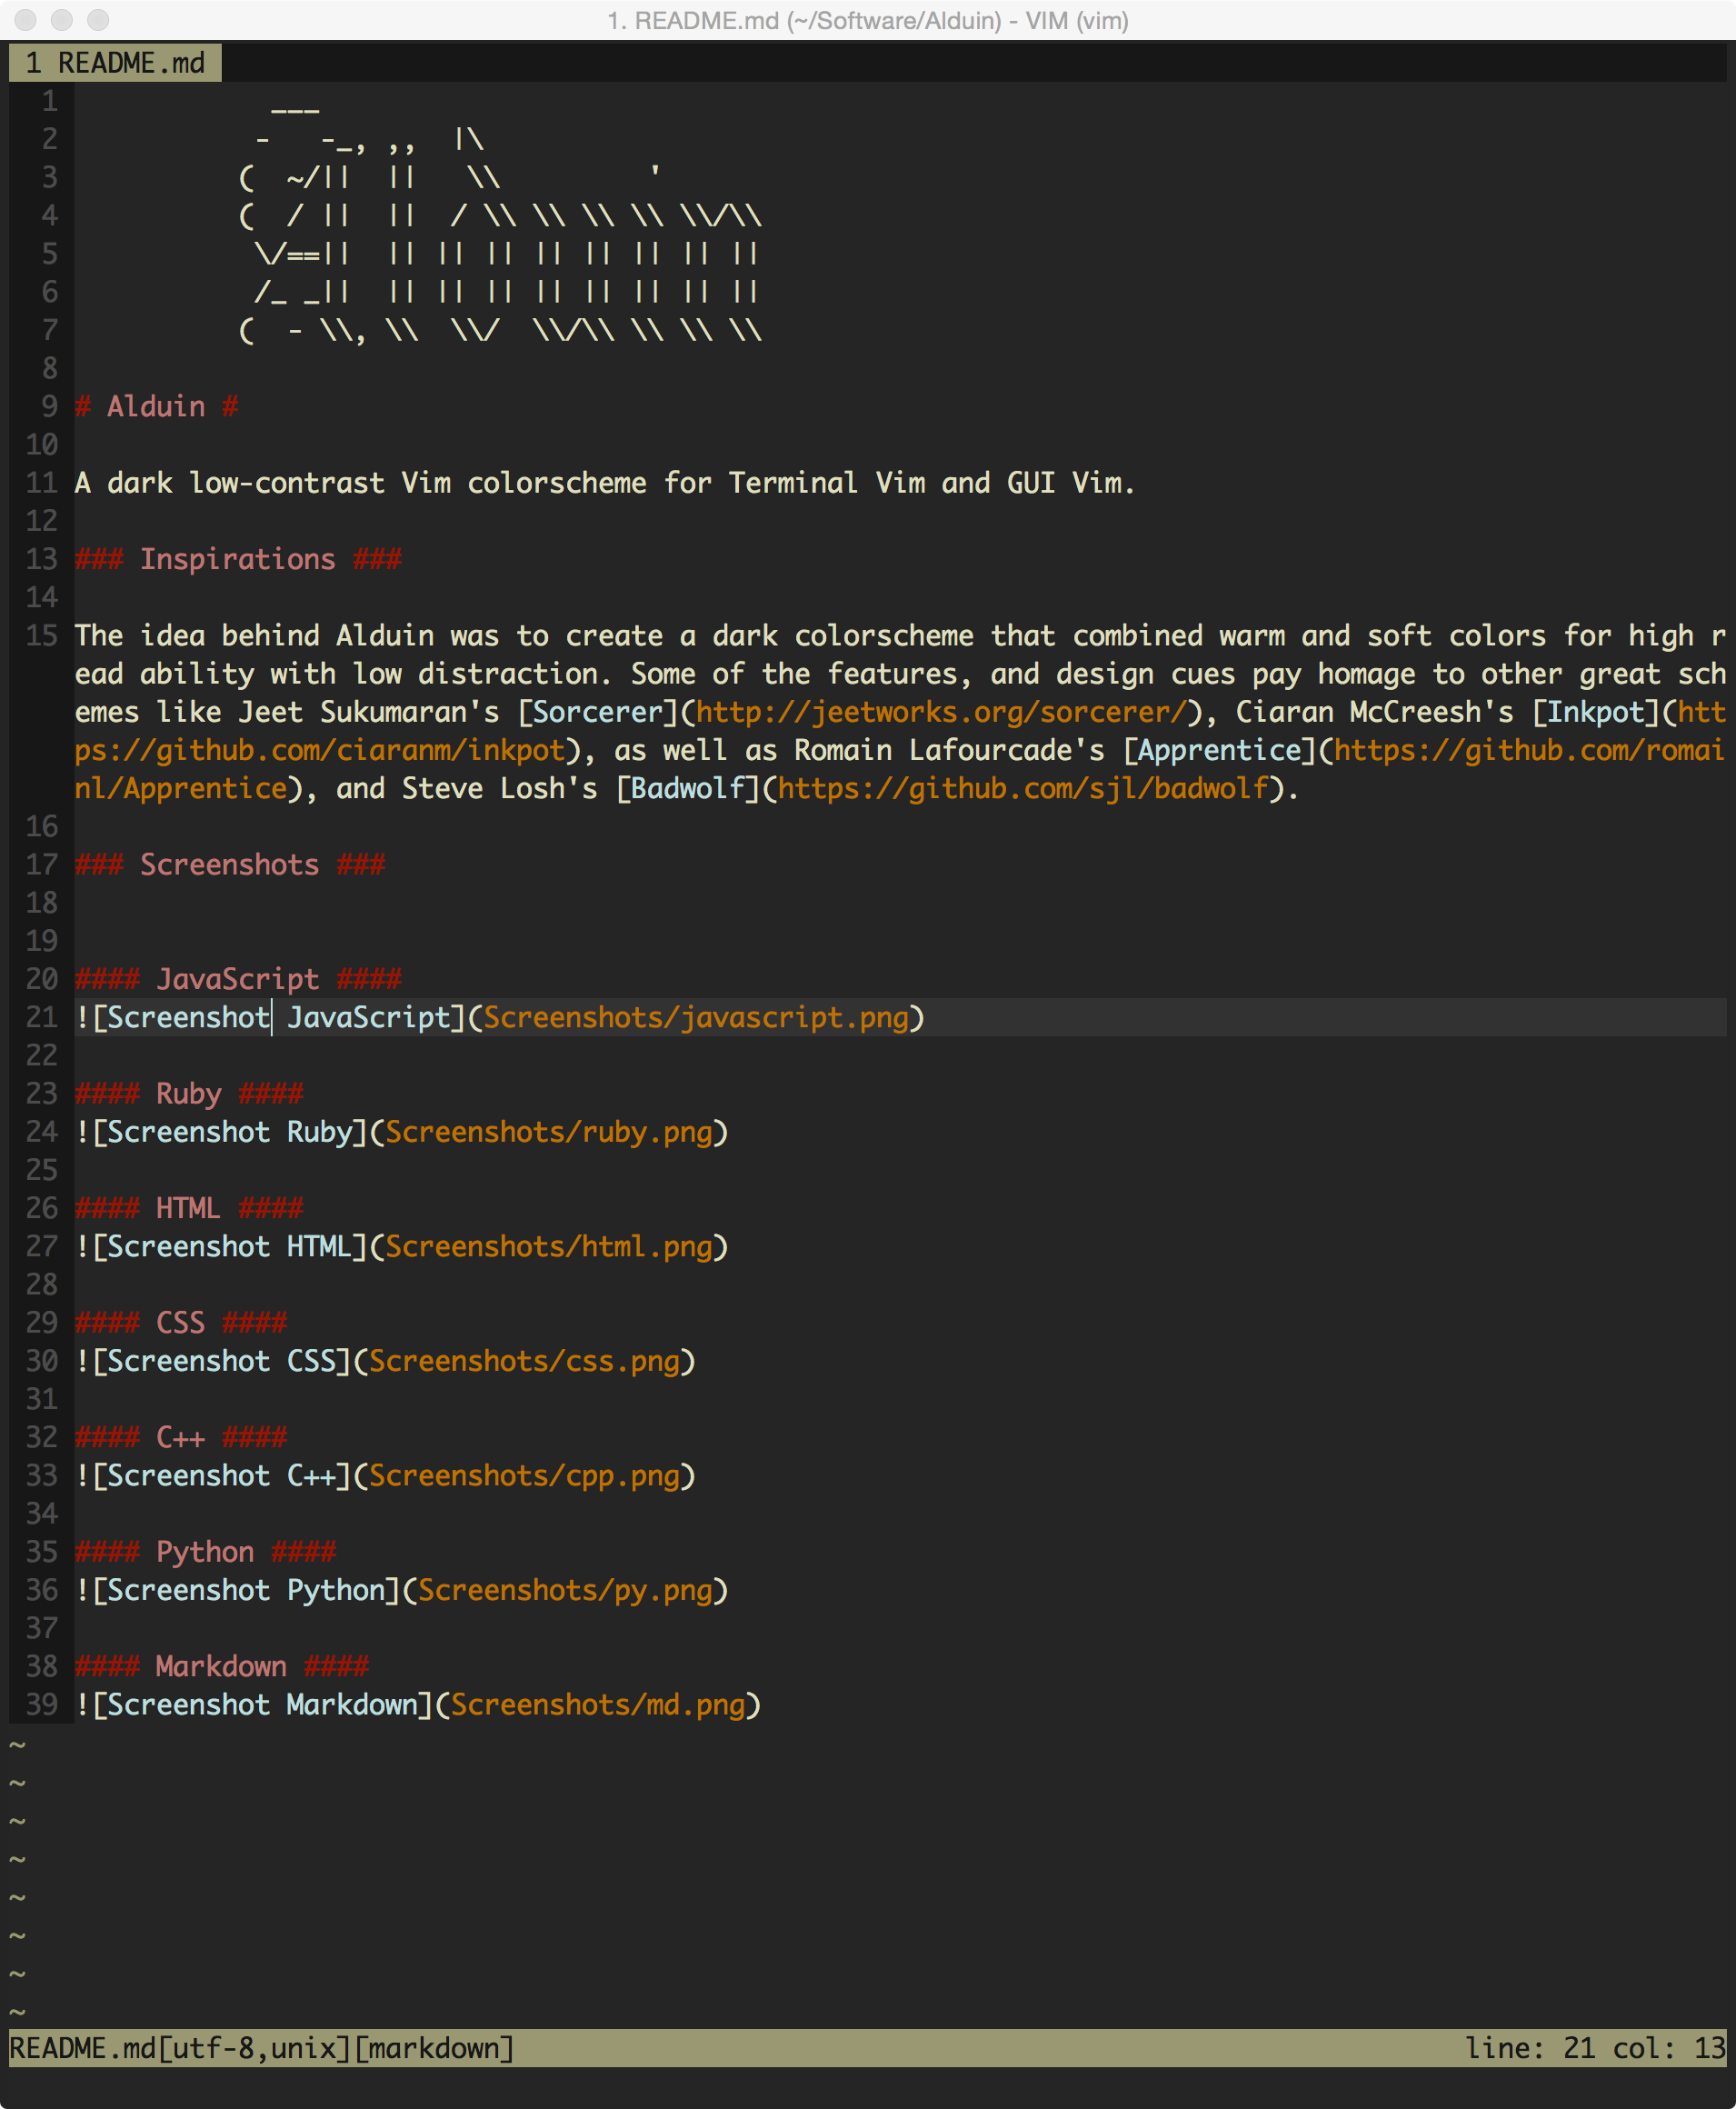 1. README.md (~/Software/Alduin) - VIM (vim)
1 README.md
1             ___
2            -   -_, ,,  |\
3           (  ~/||  ||   \\         '
4           (  / ||  ||  / \\ \\ \\ \\ \\/\\
5            \/==||  || || || || || || || ||
6            /_ _||  || || || || || || || ||
7           (  - \\, \\  \\/  \\/\\ \\ \\ \\
8
9 # Alduin #
10
11 A dark low-contrast Vim colorscheme for Terminal Vim and GUI Vim.
12
13 ### Inspirations ###
14
15 The idea behind Alduin was to create a dark colorscheme that combined warm and soft colors for high r
ead ability with low distraction. Some of the features, and design cues pay homage to other great sch
emes like Jeet Sukumaran's [Sorcerer](http://jeetworks.org/sorcerer/), Ciaran McCreesh's [Inkpot](htt
ps://github.com/ciaranm/inkpot), as well as Romain Lafourcade's [Apprentice](https://github.com/romai
nl/Apprentice), and Steve Losh's [Badwolf](https://github.com/sjl/badwolf).
16
17 ### Screenshots ###
18
19
20 #### JavaScript ####
21 ![Screenshot JavaScript](Screenshots/javascript.png)
22
23 #### Ruby ####
24 ![Screenshot Ruby](Screenshots/ruby.png)
25
26 #### HTML ####
27 ![Screenshot HTML](Screenshots/html.png)
28
29 #### CSS ####
30 ![Screenshot CSS](Screenshots/css.png)
31
32 #### C++ ####
33 ![Screenshot C++](Screenshots/cpp.png)
34
35 #### Python ####
36 ![Screenshot Python](Screenshots/py.png)
37
38 #### Markdown ####
39 ![Screenshot Markdown](Screenshots/md.png)
~
~
~
~
~
~
~
~
README.md[utf-8,unix][markdown] line: 21 col: 13